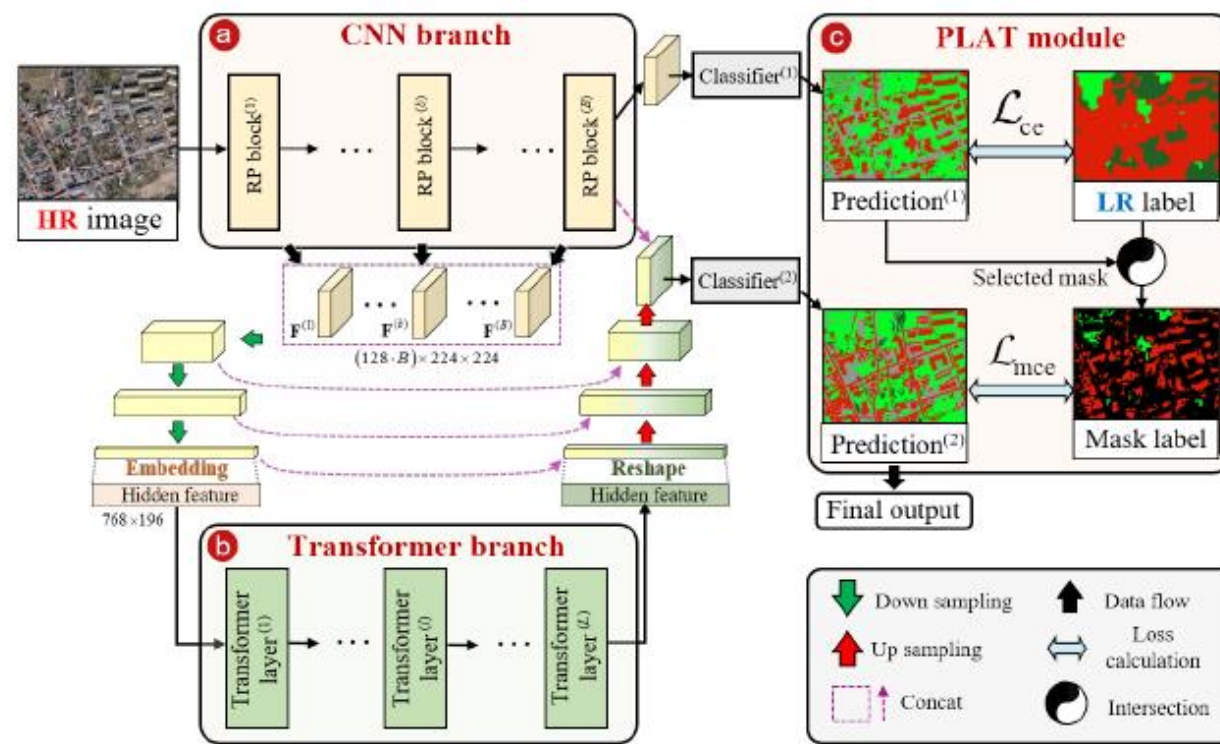 a
CNN branch
RP block(1)
...
RP block(b)
...
RP block(B)
HR image
F(1)
...
F(b)
...
F(B)
(128 · B) × 224 × 224
Embedding
Hidden feature
768 × 196
Reshape
Hidden feature
b
Transformer branch
Transformer
layer(1)
...
Transformer
layer(l)
...
Transformer
layer(L)
Classifier(1)
Classifier(2)
c
PLAT module
Prediction(1)
ℒce
LR label
Selected mask
Prediction(2)
ℒmce
Mask label
Final output
Down sampling
Data flow
Up sampling
Loss
calculation
Concat
Intersection